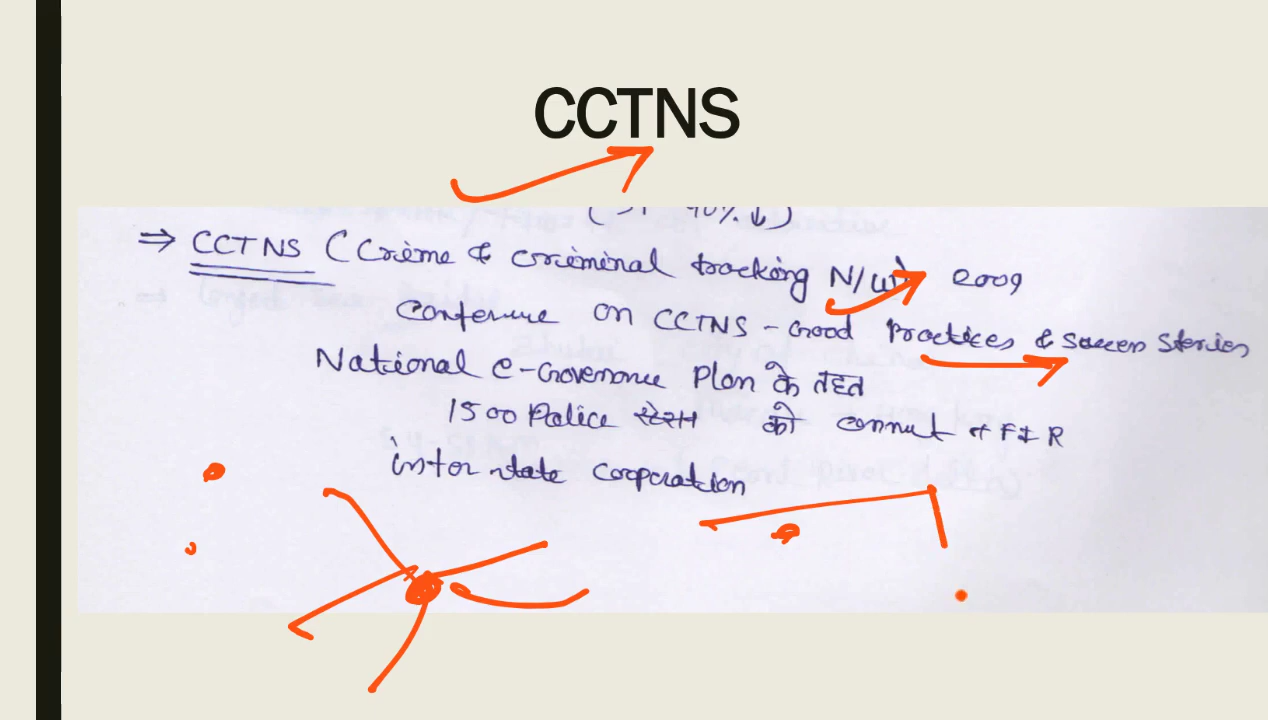 CCTNS
⇒ CCTNS (Crime & criminal tracking N/W) 2009
Conference on CCTNS - Good Practices & Success Stories
National e-Governance Plan के तहत
1500 Police स्टेशन को connect + FIR
inter state cooperation